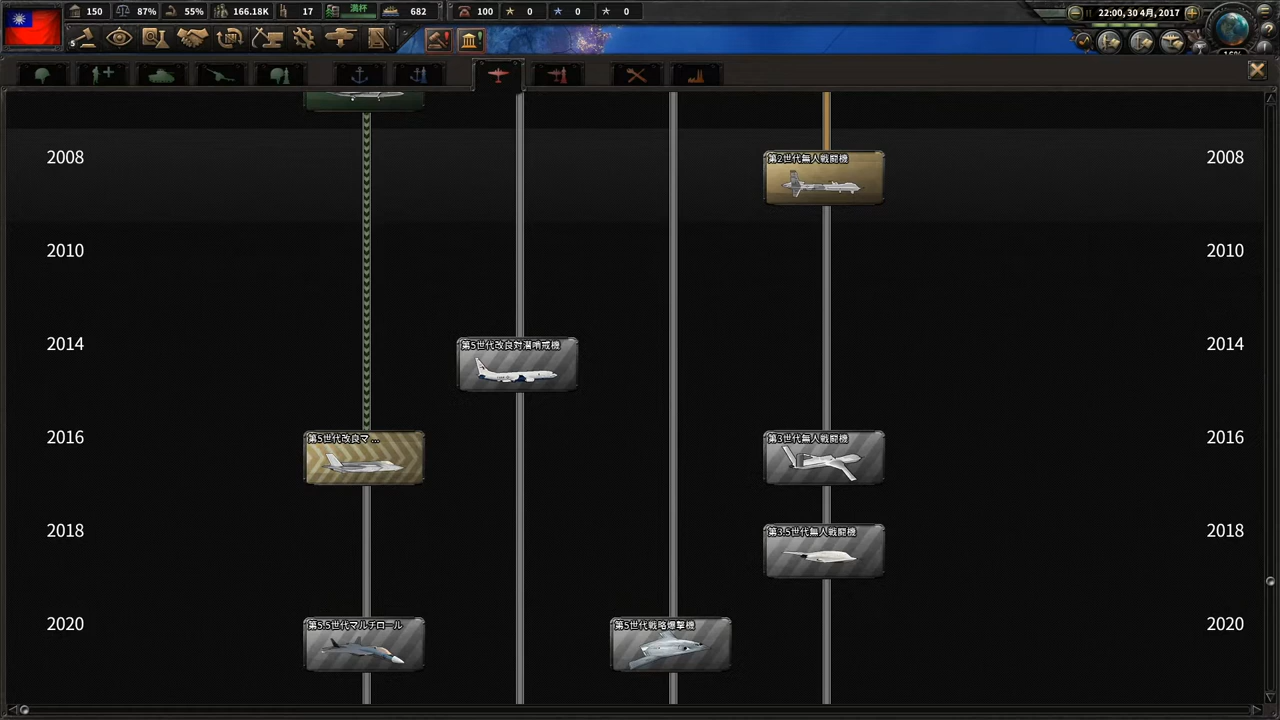 150 87% 55% 166.18K 17 満杯 682 100 0 0 0 22:00, 30 4月, 2017
5
16%
2008 第2世代無人戦闘機 2008
2010 2010
2014 第5世代改良対潜哨戒機 2014
2016 第5世代改良マ... 第3世代無人戦闘機 2016
2018 第3.5世代無人戦闘機 2018
2020 第5.5世代マルチロール 第5世代戦略爆撃機 2020